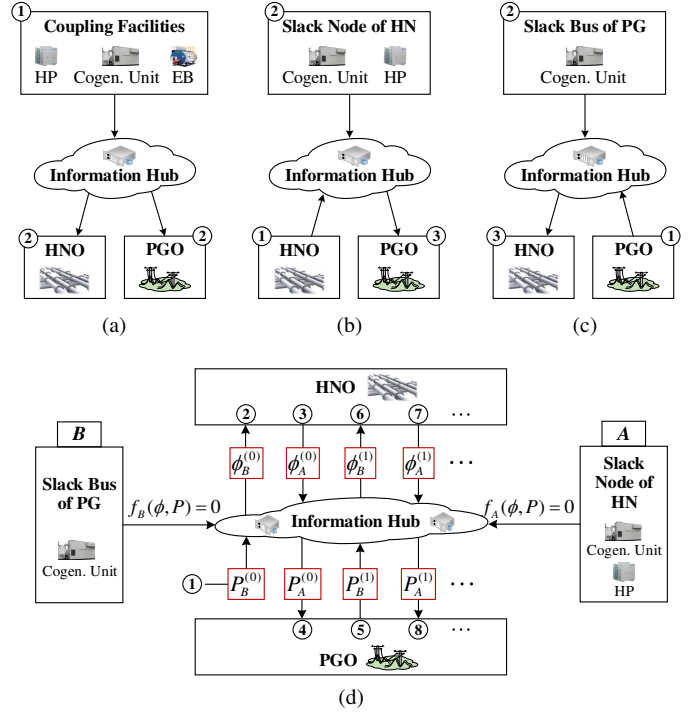 ① Coupling Facilities
HP Cogen. Unit EB
Information Hub
② HNO
PGO ②
(a)
② Slack Node of HN
Cogen. Unit HP
Information Hub
① HNO
PGO ③
(b)
② Slack Bus of PG
Cogen. Unit
Information Hub
③ HNO
PGO ①
(c)
HNO
② ③ ⑥ ⑦ ...
B
Slack Bus
of PG
Cogen. Unit
A
Slack
Node
of HN
Cogen. Unit
HP
ϕ_B^(0) ϕ_A^(0) ϕ_B^(1) ϕ_A^(1) ...
f_B(ϕ,P)=0
Information Hub
f_A(ϕ,P)=0
① P_B^(0) P_A^(0) P_B^(1) P_A^(1) ...
④ ⑤ ⑧ ...
PGO
(d)